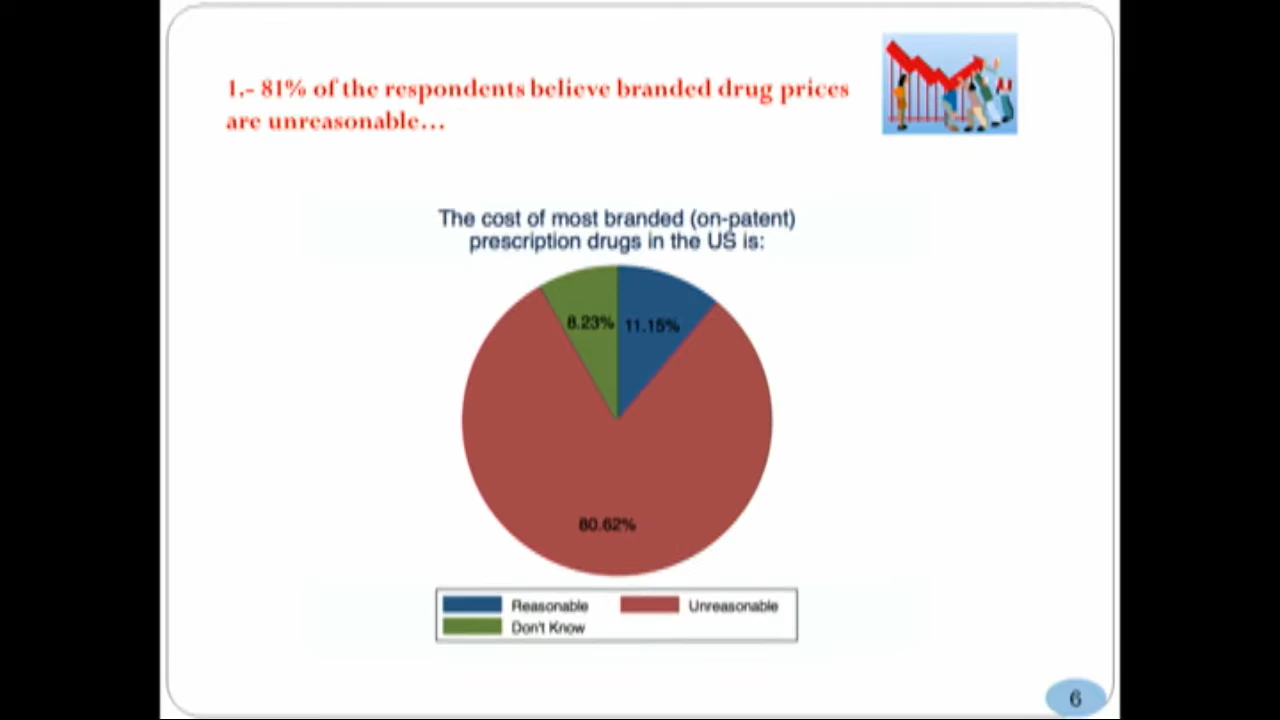 1.- 81% of the respondents believe branded drug prices
are unreasonable...
The cost of most branded (on-patent)
prescription drugs in the US is:
8.23% 11.15%
80.62%
Reasonable Unreasonable
Don't Know
6